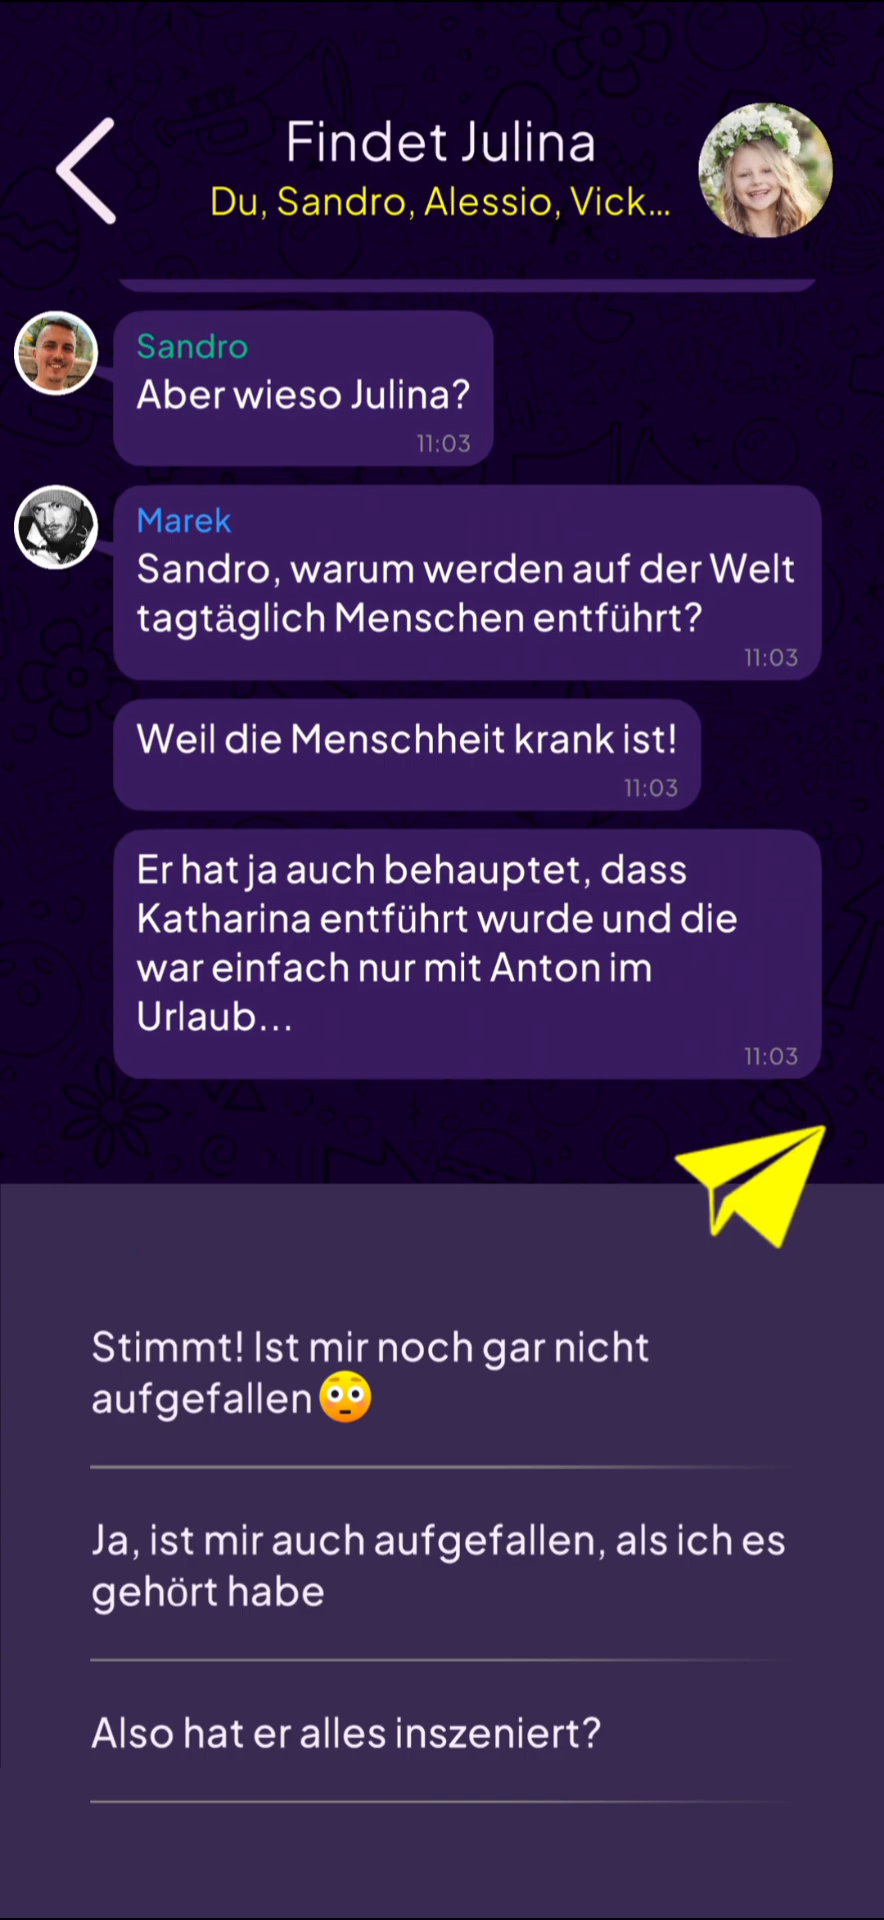 Findet Julina
Du, Sandro, Alessio, Vick...
Sandro
Aber wieso Julina?
11:03
Marek
Sandro, warum werden auf der Welt
tagtäglich Menschen entführt?
11:03
Weil die Menschheit krank ist!
11:03
Er hat ja auch behauptet, dass
Katharina entführt wurde und die
war einfach nur mit Anton im
Urlaub...
11:03
Stimmt! Ist mir noch gar nicht
aufgefallen😳
Ja, ist mir auch aufgefallen, als ich es
gehört habe
Also hat er alles inszeniert?